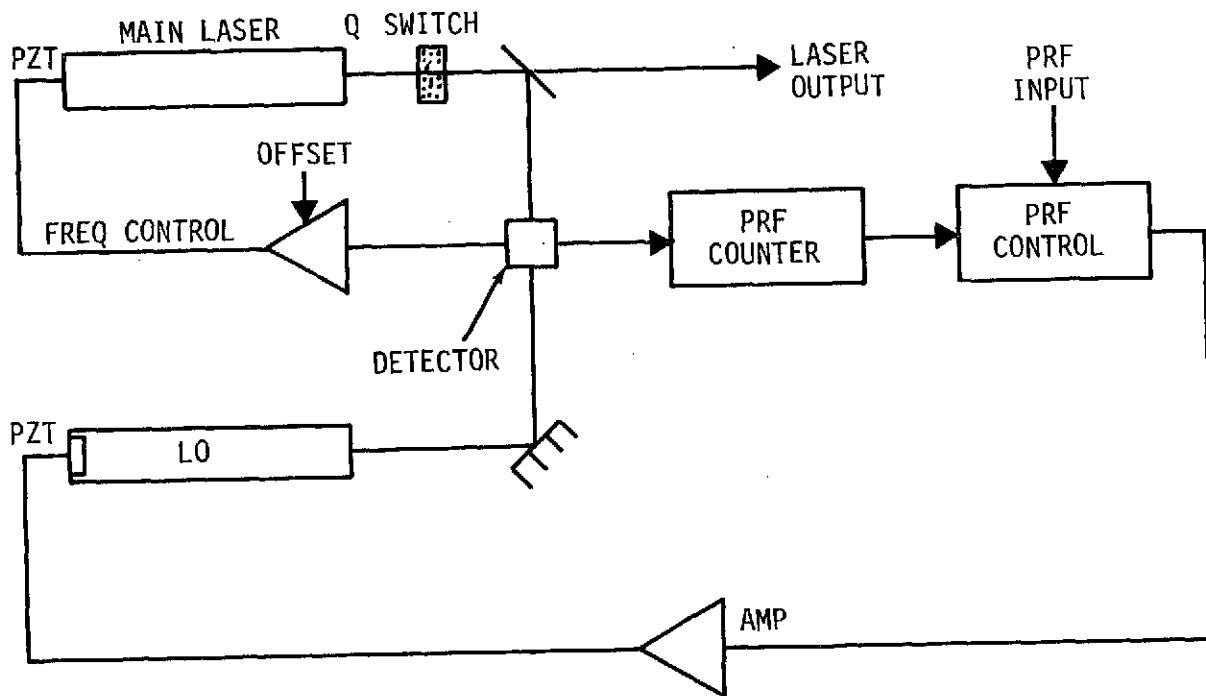 MAIN LASER
Q SWITCH
PZT
LASER
OUTPUT
PRF
INPUT
OFFSET
FREQ CONTROL
PRF
COUNTER
PRF
CONTROL
DETECTOR
PZT
LO
AMP